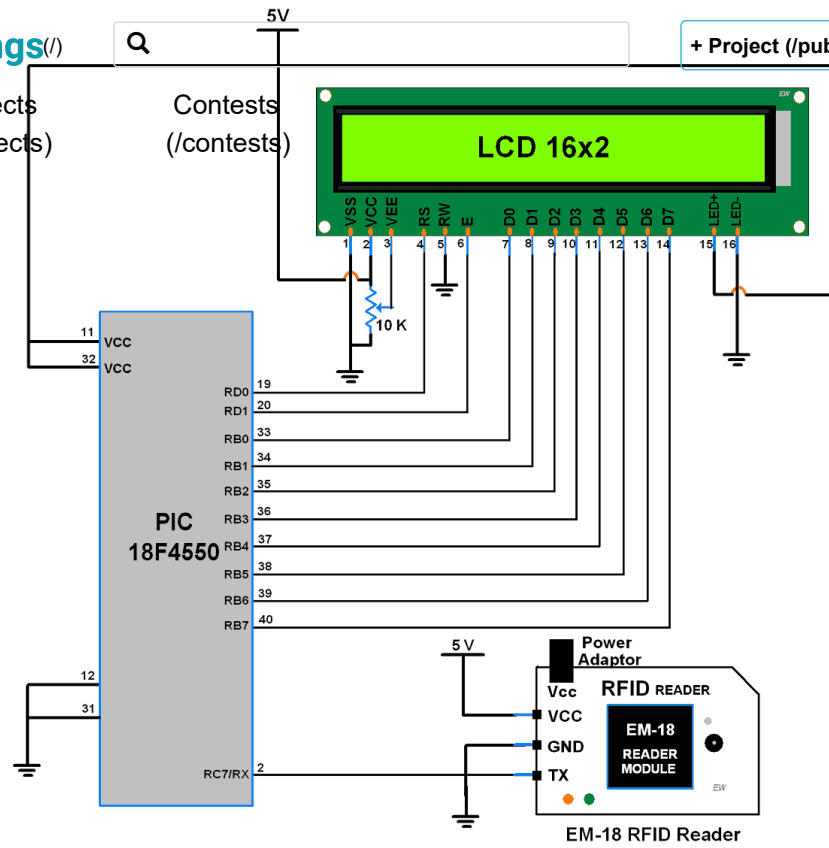 5V
ngs(/)
+ Project (/pub
ects
Contests
ects)
(/contests)
EW
LCD 16x2
VSS VCC VEE RS RW E D0 D1 D2 D3 D4 D5 D6 D7 LED+ LED-
1 2 3 4 5 6 7 8 9 10 11 12 13 14 15 16
10 K
11 VCC
32 VCC
RD0 19
RD1 20
RB0 33
RB1 34
RB2 35
RB3 36
PIC
18F4550
RB4 37
RB5 38
RB6 39
RB7 40
12
31
RC7/RX 2
5 V
Power
Adaptor
Vcc
RFID READER
VCC
GND
TX
EM-18
READER
MODULE
EW
EM-18 RFID Reader